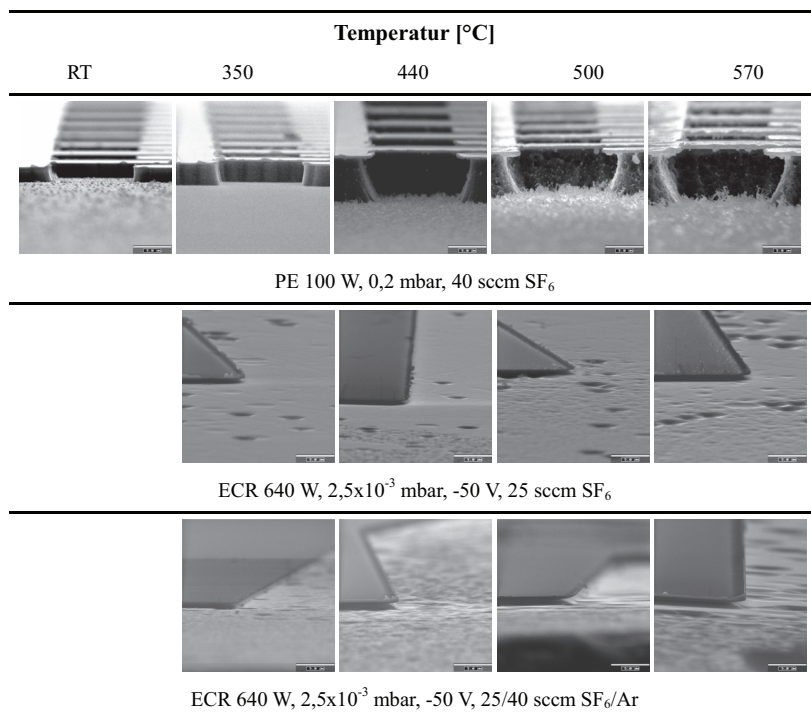 Temperatur [°C]
RT 350 440 500 570
PE 100 W, 0,2 mbar, 40 sccm SF₆
ECR 640 W, 2,5x10⁻³ mbar, -50 V, 25 sccm SF₆
ECR 640 W, 2,5x10⁻³ mbar, -50 V, 25/40 sccm SF₆/Ar